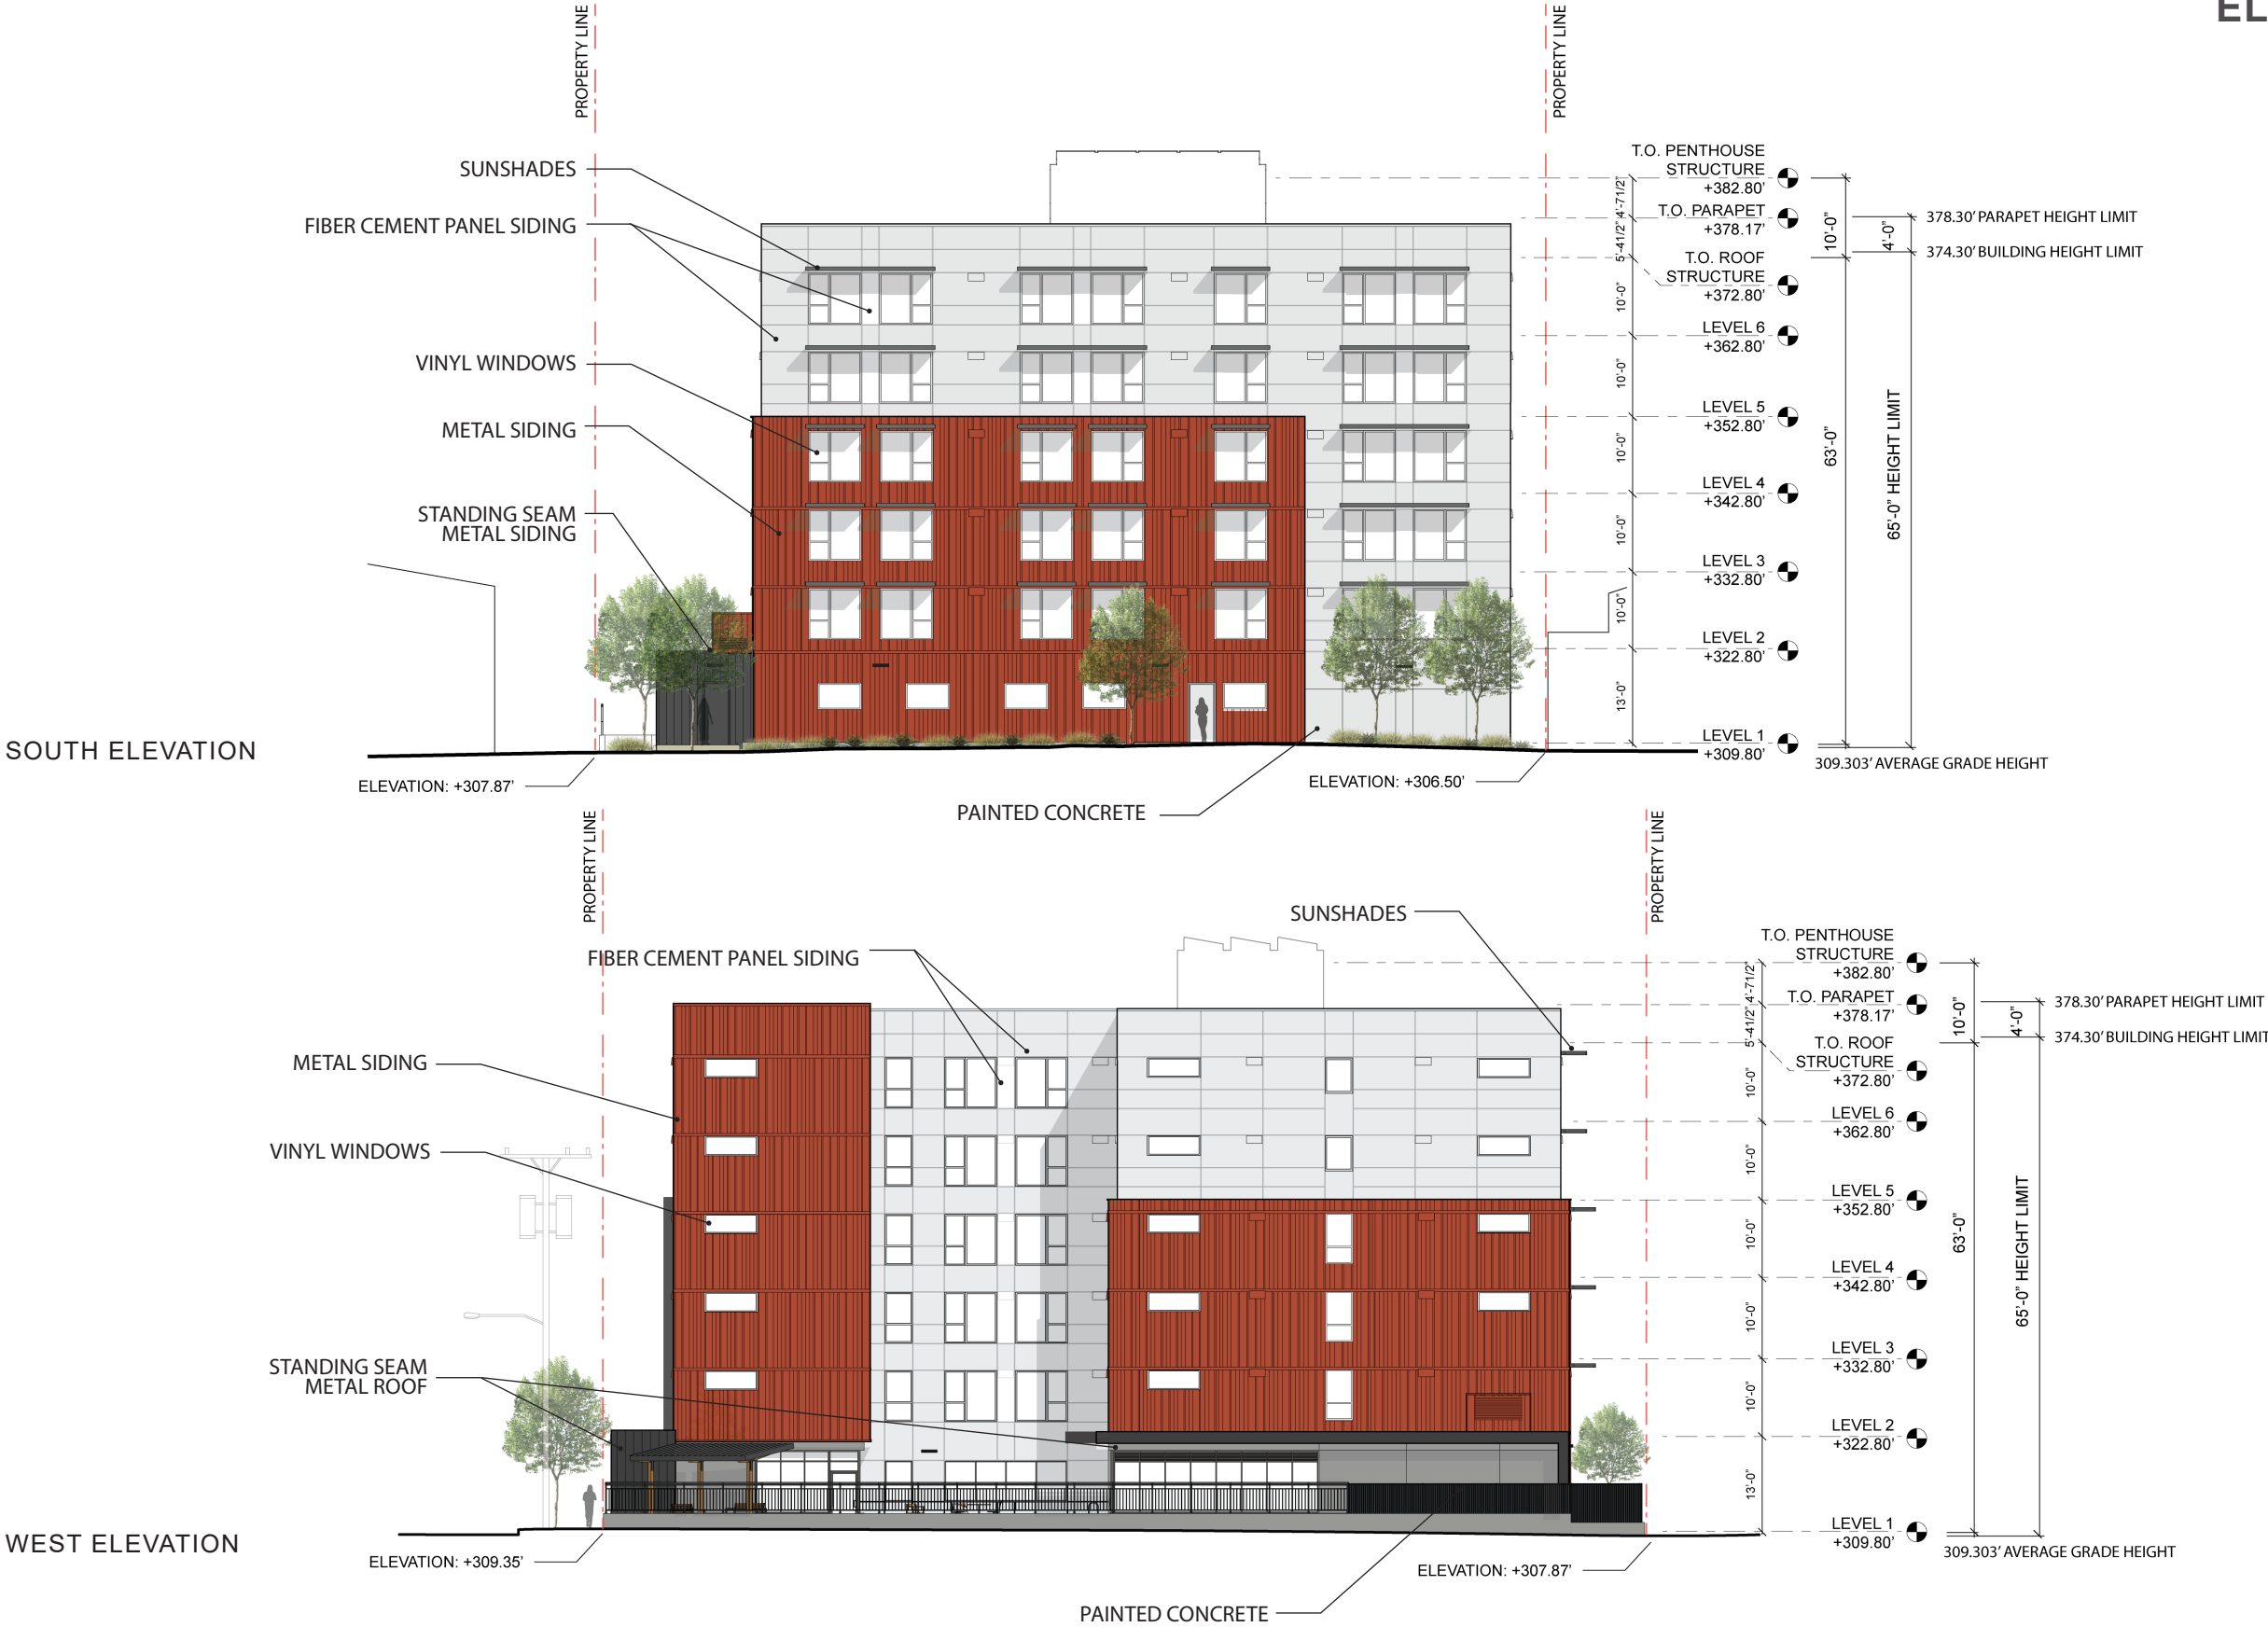 EL
PROPERTY LINE
PROPERTY LINE
SUNSHADES
FIBER CEMENT PANEL SIDING
VINYL WINDOWS
METAL SIDING
STANDING SEAM
METAL SIDING
T.O. PENTHOUSE
STRUCTURE
+382.80'
T.O. PARAPET
+378.17'
T.O. ROOF
STRUCTURE
+372.80'
LEVEL 6
+362.80'
LEVEL 5
+352.80'
LEVEL 4
+342.80'
LEVEL 3
+332.80'
LEVEL 2
+322.80'
LEVEL 1
+309.80'
4'-71/2"
5'-41/2"
10'-0"
10'-0"
10'-0"
10'-0"
10'-0"
13'-0"
10'-0"
63'-0"
4'-0"
65'-0" HEIGHT LIMIT
378.30' PARAPET HEIGHT LIMIT
374.30' BUILDING HEIGHT LIMIT
309.303' AVERAGE GRADE HEIGHT
SOUTH ELEVATION
ELEVATION: +307.87'
ELEVATION: +306.50'
PAINTED CONCRETE
PROPERTY LINE
PROPERTY LINE
SUNSHADES
FIBER CEMENT PANEL SIDING
METAL SIDING
VINYL WINDOWS
STANDING SEAM
METAL ROOF
T.O. PENTHOUSE
STRUCTURE
+382.80'
T.O. PARAPET
+378.17'
T.O. ROOF
STRUCTURE
+372.80'
LEVEL 6
+362.80'
LEVEL 5
+352.80'
LEVEL 4
+342.80'
LEVEL 3
+332.80'
LEVEL 2
+322.80'
LEVEL 1
+309.80'
4'-71/2"
5'-41/2"
10'-0"
10'-0"
10'-0"
10'-0"
10'-0"
13'-0"
10'-0"
63'-0"
4'-0"
65'-0" HEIGHT LIMIT
378.30' PARAPET HEIGHT LIMIT
374.30' BUILDING HEIGHT LIMIT
309.303' AVERAGE GRADE HEIGHT
WEST ELEVATION
ELEVATION: +309.35'
ELEVATION: +307.87'
PAINTED CONCRETE